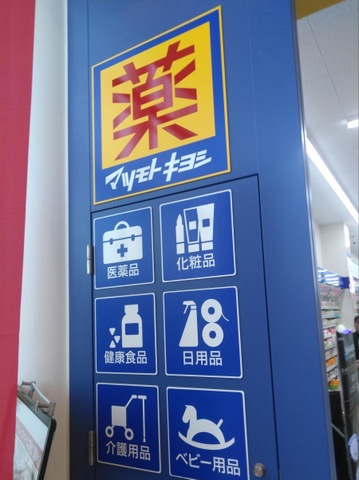 薬
マツモトキヨシ
医薬品
化粧品
健康食品
日用品
介護用品
ベビー用品